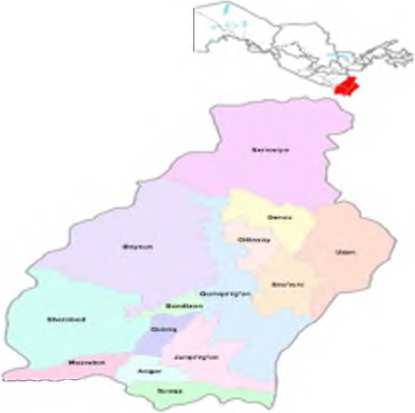 Sariosiyo
Denov
Oltinsoy
Uzun
Boysun
Sho'rchi
Qumqo'rg'on
Bandixon
Sherobod
Qiziriq
Jarqo'rg'on
Muzrabot
Angor
Termiz